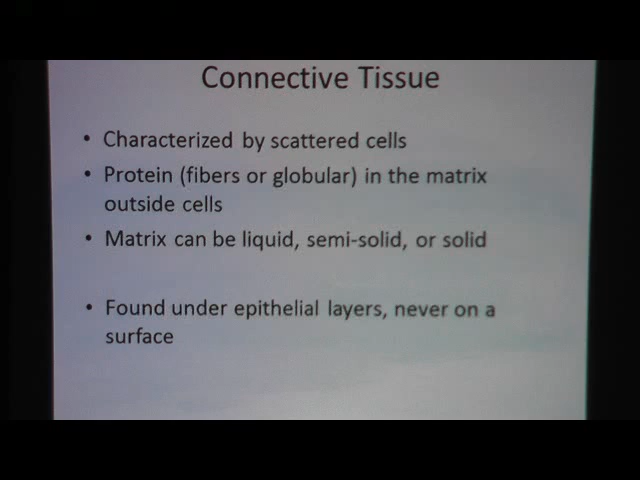 Connective Tissue
• Characterized by scattered cells
• Protein (fibers or globular) in the matrix
outside cells
• Matrix can be liquid, semi-solid, or solid
• Found under epithelial layers, never on a
surface